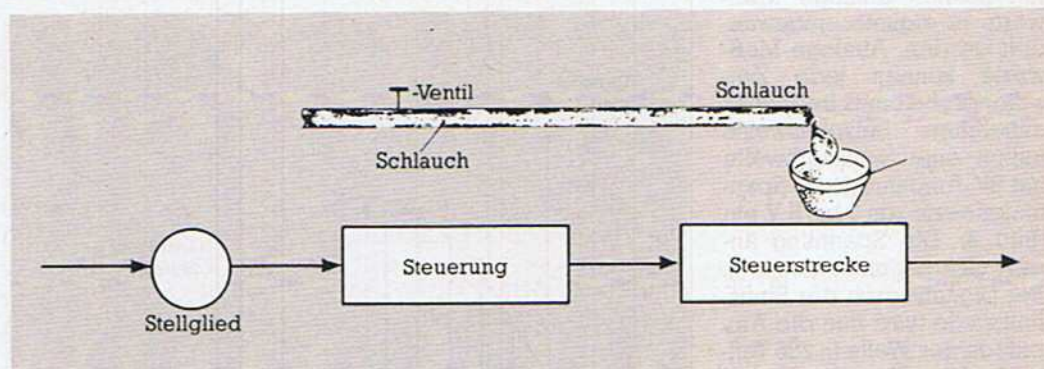 -Ventil
Schlauch
Schlauch
Steuerung
Steuerstrecke
Stellglied